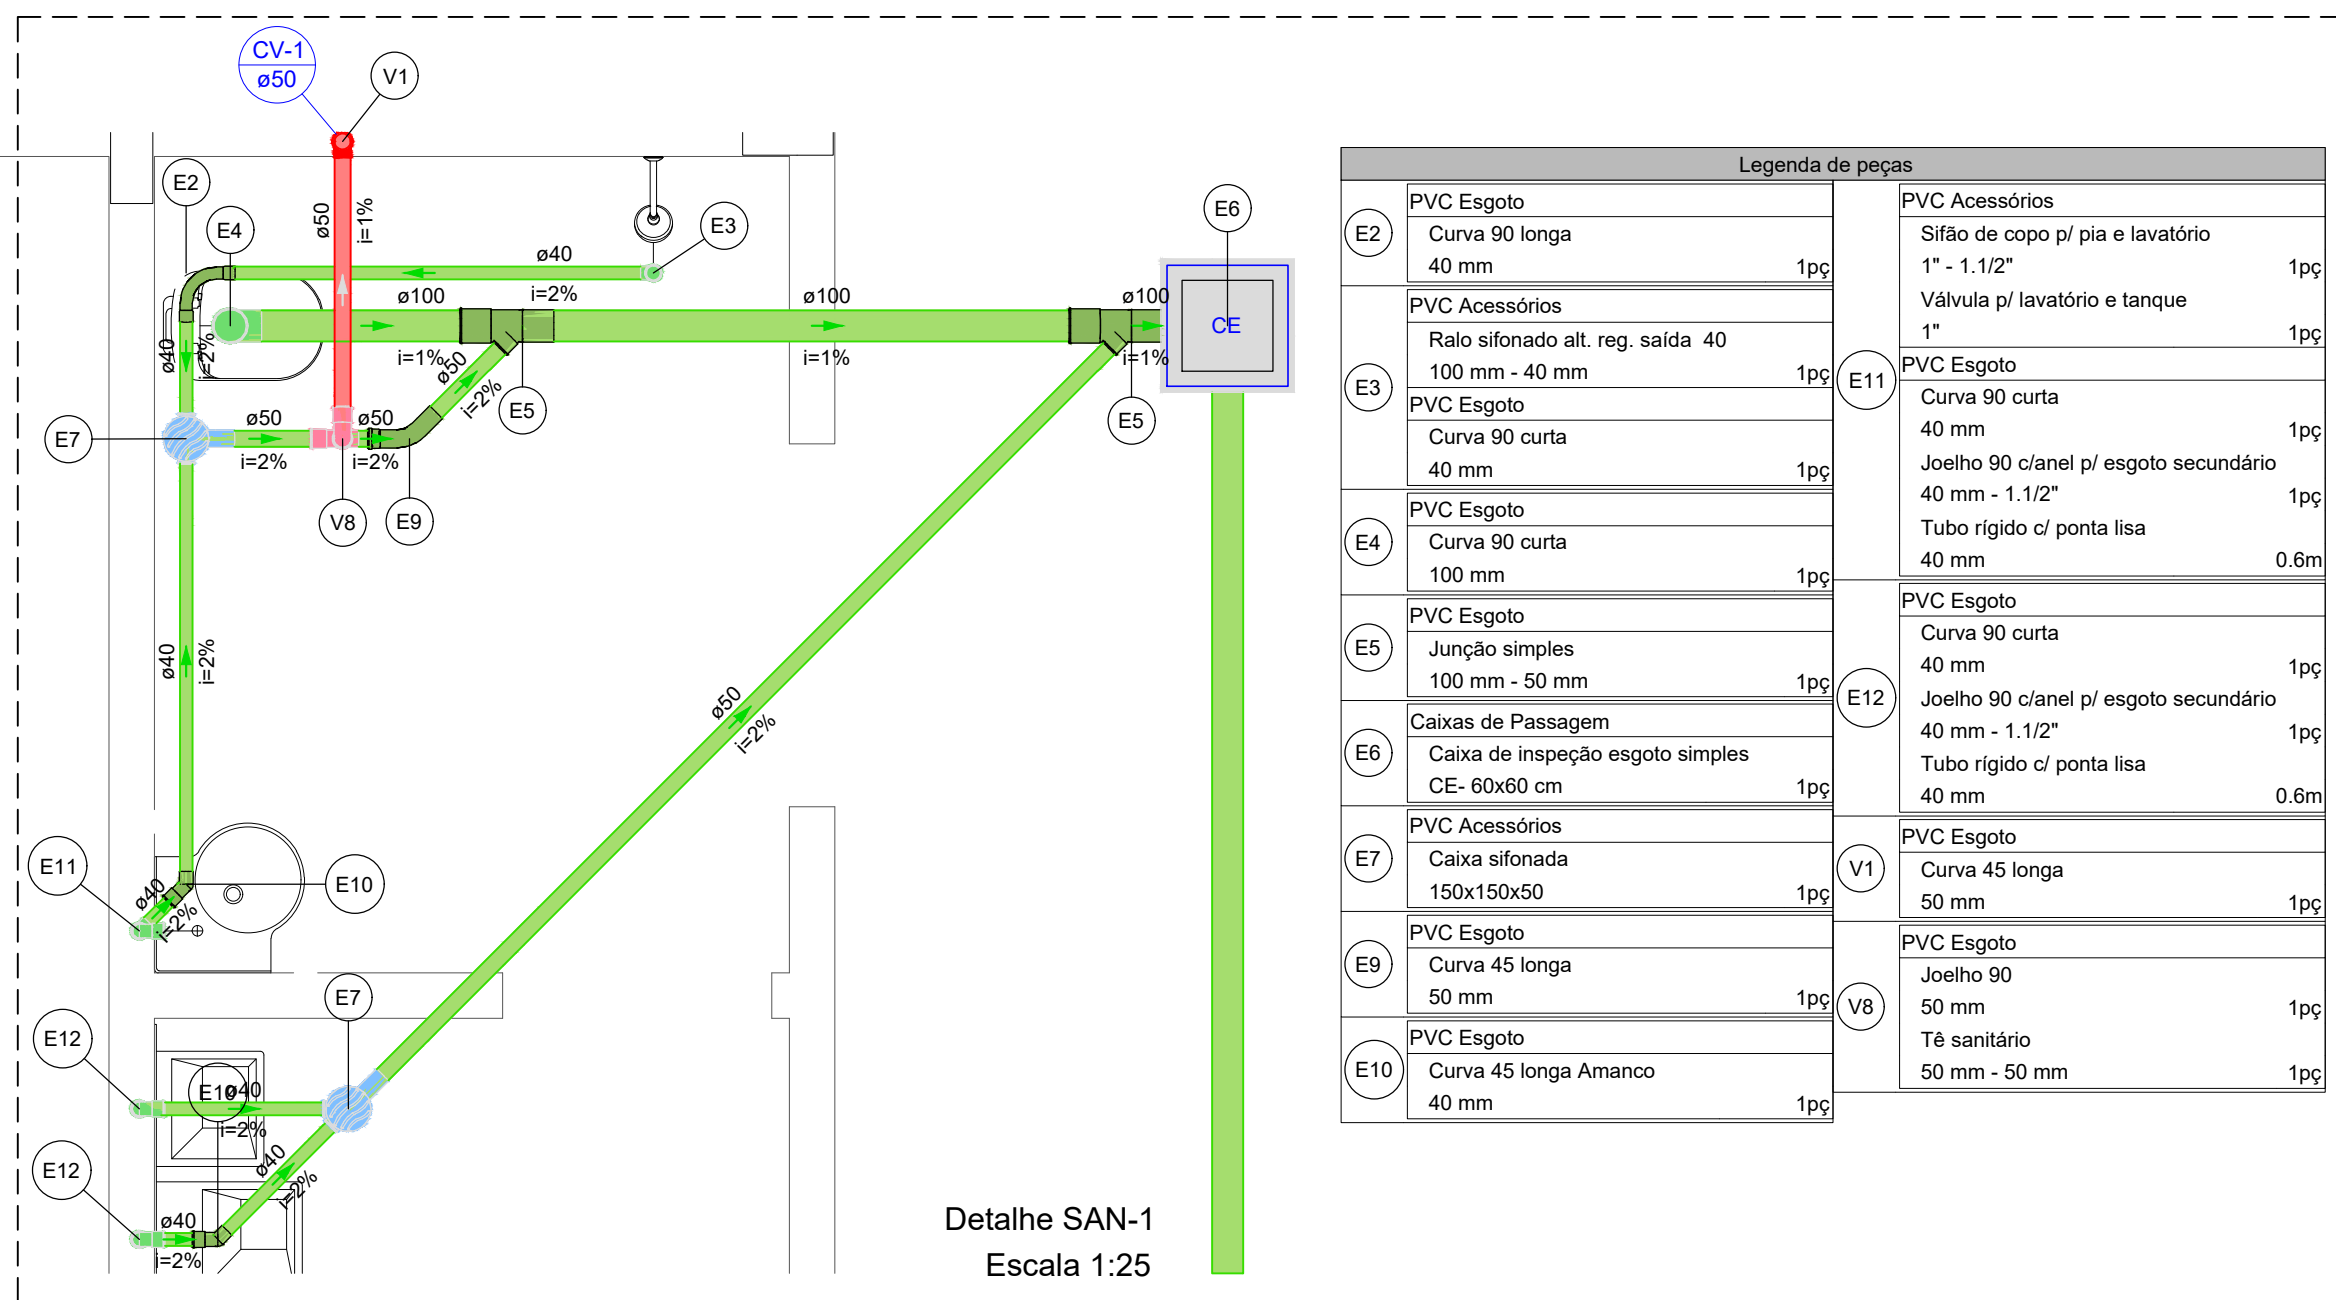 CV-1
ø50
V1
E2
E4
ø50
i=1%
E3
E6
ø40
i=2%
ø100
i=1%
ø100
i=1%
ø100
i=1%
CE
ø40
i=2%
ø50
i=2%
E5
E5
E7
ø50
i=2%
ø50
i=2%
V8
E9
ø40
i=2%
ø50
i=2%
E11
ø40
i=2%
E10
E7
E12
E10
ø40
i=2%
E12
ø40
i=2%
ø40
i=2%
Detalhe SAN-1
Escala 1:25
Legenda de peças
E2
PVC Esgoto
Curva 90 longa
40 mm 1pç
E3
PVC Acessórios
Ralo sifonado alt. reg. saída 40
100 mm - 40 mm 1pç
PVC Esgoto
Curva 90 curta
40 mm 1pç
E4
PVC Esgoto
Curva 90 curta
100 mm 1pç
E5
PVC Esgoto
Junção simples
100 mm - 50 mm 1pç
E6
Caixas de Passagem
Caixa de inspeção esgoto simples
CE- 60x60 cm 1pç
E7
PVC Acessórios
Caixa sifonada
150x150x50 1pç
E9
PVC Esgoto
Curva 45 longa
50 mm 1pç
E10
PVC Esgoto
Curva 45 longa Amanco
40 mm 1pç
E11
PVC Acessórios
Sifão de copo p/ pia e lavatório
1" - 1.1/2" 1pç
Válvula p/ lavatório e tanque
1" 1pç
PVC Esgoto
Curva 90 curta
40 mm 1pç
Joelho 90 c/anel p/ esgoto secundário
40 mm - 1.1/2" 1pç
Tubo rígido c/ ponta lisa
40 mm 0.6m
E12
PVC Esgoto
Curva 90 curta
40 mm 1pç
Joelho 90 c/anel p/ esgoto secundário
40 mm - 1.1/2" 1pç
Tubo rígido c/ ponta lisa
40 mm 0.6m
V1
PVC Esgoto
Curva 45 longa
50 mm 1pç
V8
PVC Esgoto
Joelho 90
50 mm 1pç
Tê sanitário
50 mm - 50 mm 1pç